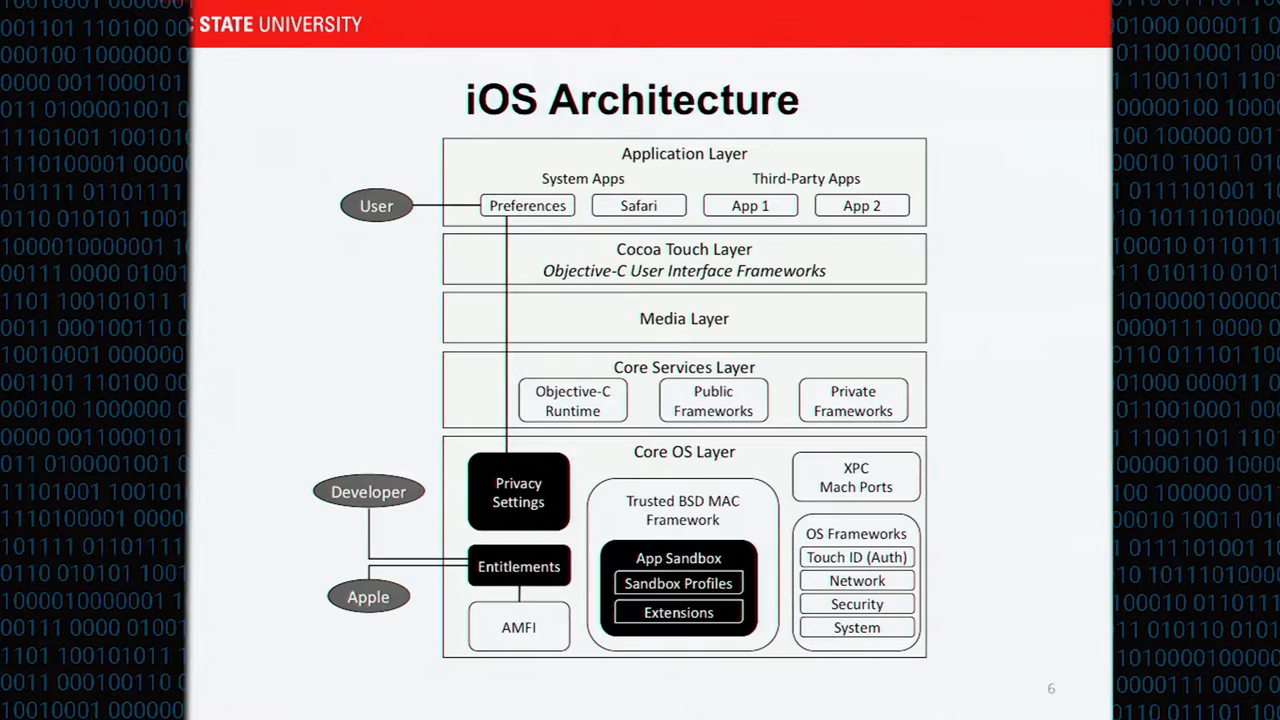 STATE UNIVERSITY
iOS Architecture
Application Layer
System Apps
Third-Party Apps
User
Preferences
Safari
App 1
App 2
Cocoa Touch Layer
Objective-C User Interface Frameworks
Media Layer
Core Services Layer
Objective-C
Runtime
Public
Frameworks
Private
Frameworks
Core OS Layer
Privacy
Settings
Developer
Entitlements
Apple
AMFI
Trusted BSD MAC
Framework
App Sandbox
Sandbox Profiles
Extensions
XPC
Mach Ports
OS Frameworks
Touch ID (Auth)
Network
Security
System
6